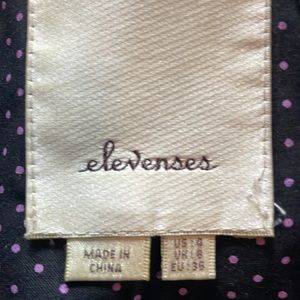 elevenses
MADE IN
CHINA
US: 4
UK: 8
EU: 36